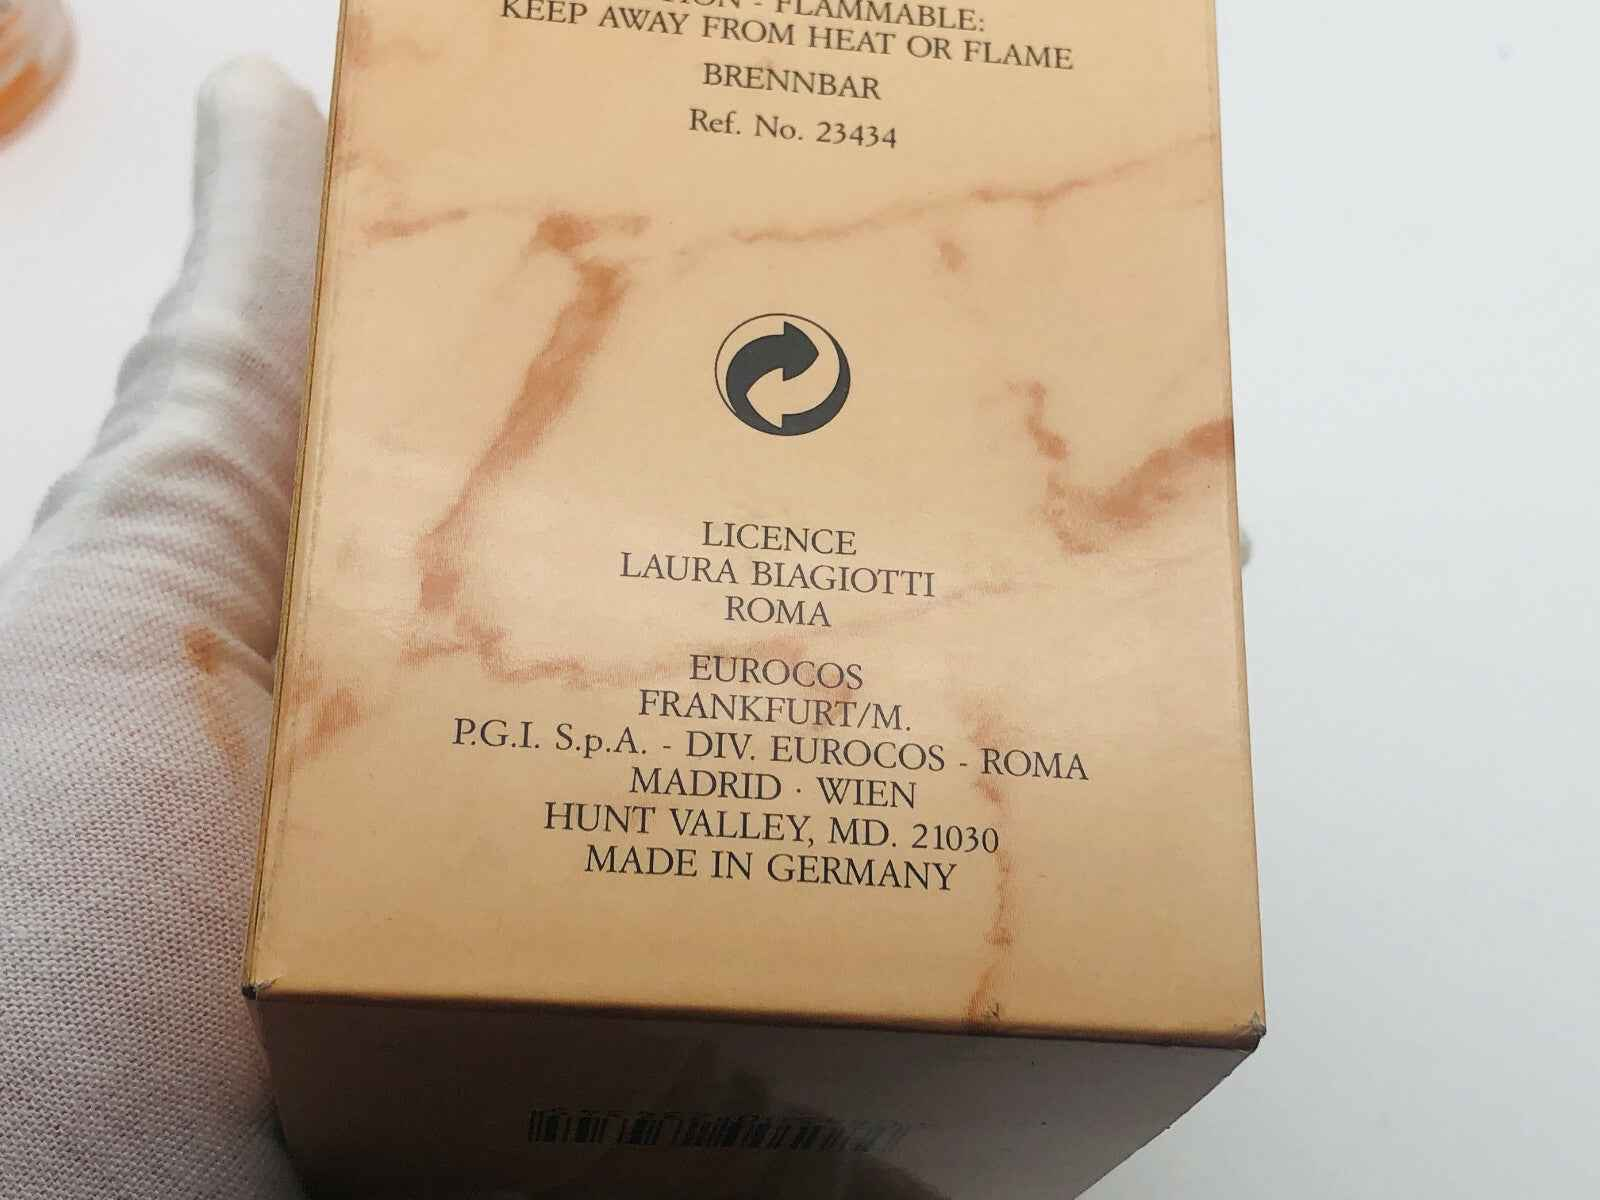 - FLAMMABLE:
KEEP AWAY FROM HEAT OR FLAME
BRENNBAR
Ref. No. 23434
LICENCE
LAURA BIAGIOTTI
ROMA
EUROCOS
FRANKFURT/M.
P.G.I. S.p.A. - DIV. EUROCOS - ROMA
MADRID · WIEN
HUNT VALLEY, MD. 21030
MADE IN GERMANY